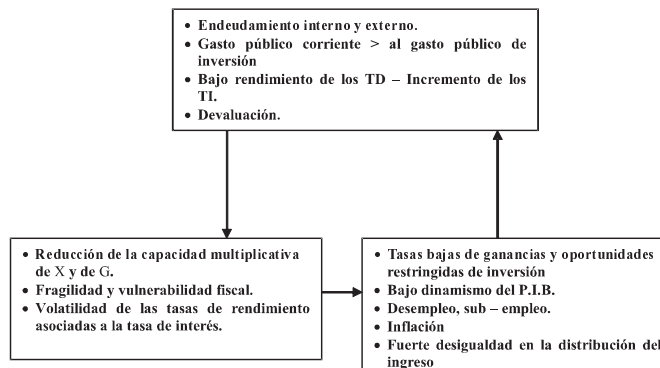 • Endeudamiento interno y externo.
• Gasto público corriente > al gasto público de
inversión
• Bajo rendimiento de los TD – Incremento de los
TI.
• Devaluación.
• Reducción de la capacidad multiplicativa
de X y de G.
• Fragilidad y vulnerabilidad fiscal.
• Volatilidad de las tasas de rendimiento
asociadas a la tasa de interés.
• Tasas bajas de ganancias y oportunidades
restringidas de inversión
• Bajo dinamismo del P.I.B.
• Desempleo, sub – empleo.
• Inflación
• Fuerte desigualdad en la distribución del
ingreso